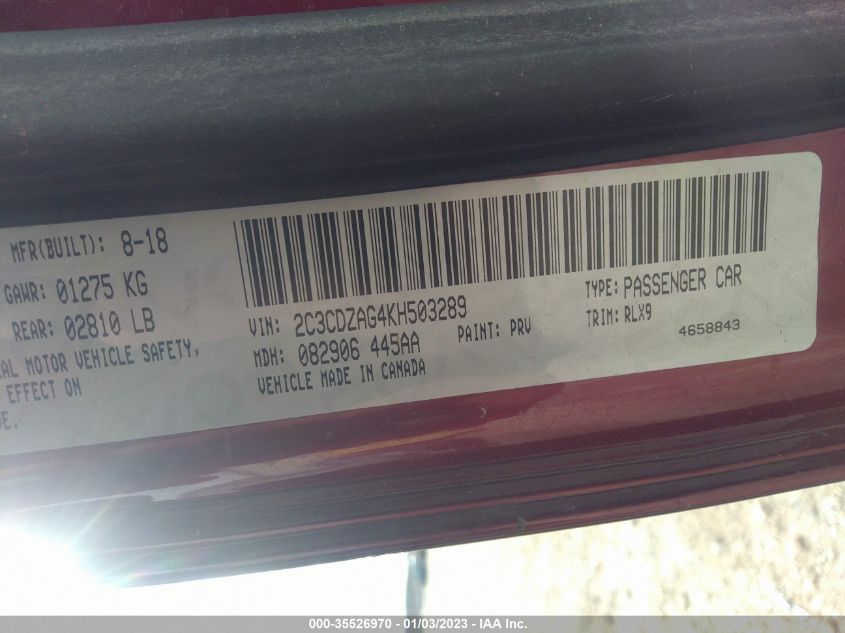 MFR(BUILT): 8-18
GAWR: 01275 KG
REAR: 02810 LB
AL MOTOR VEHICLE SAFETY,
EFFECT ON
VIN: 2C3CDZAG4KH503289
TYPE: PASSENGER CAR
MDH: 082906 445AA
PAINT: PRV
TRIM: RLX9
VEHICLE MADE IN CANADA
4658843
000-35526970 - 01/03/2023 - IAA Inc.